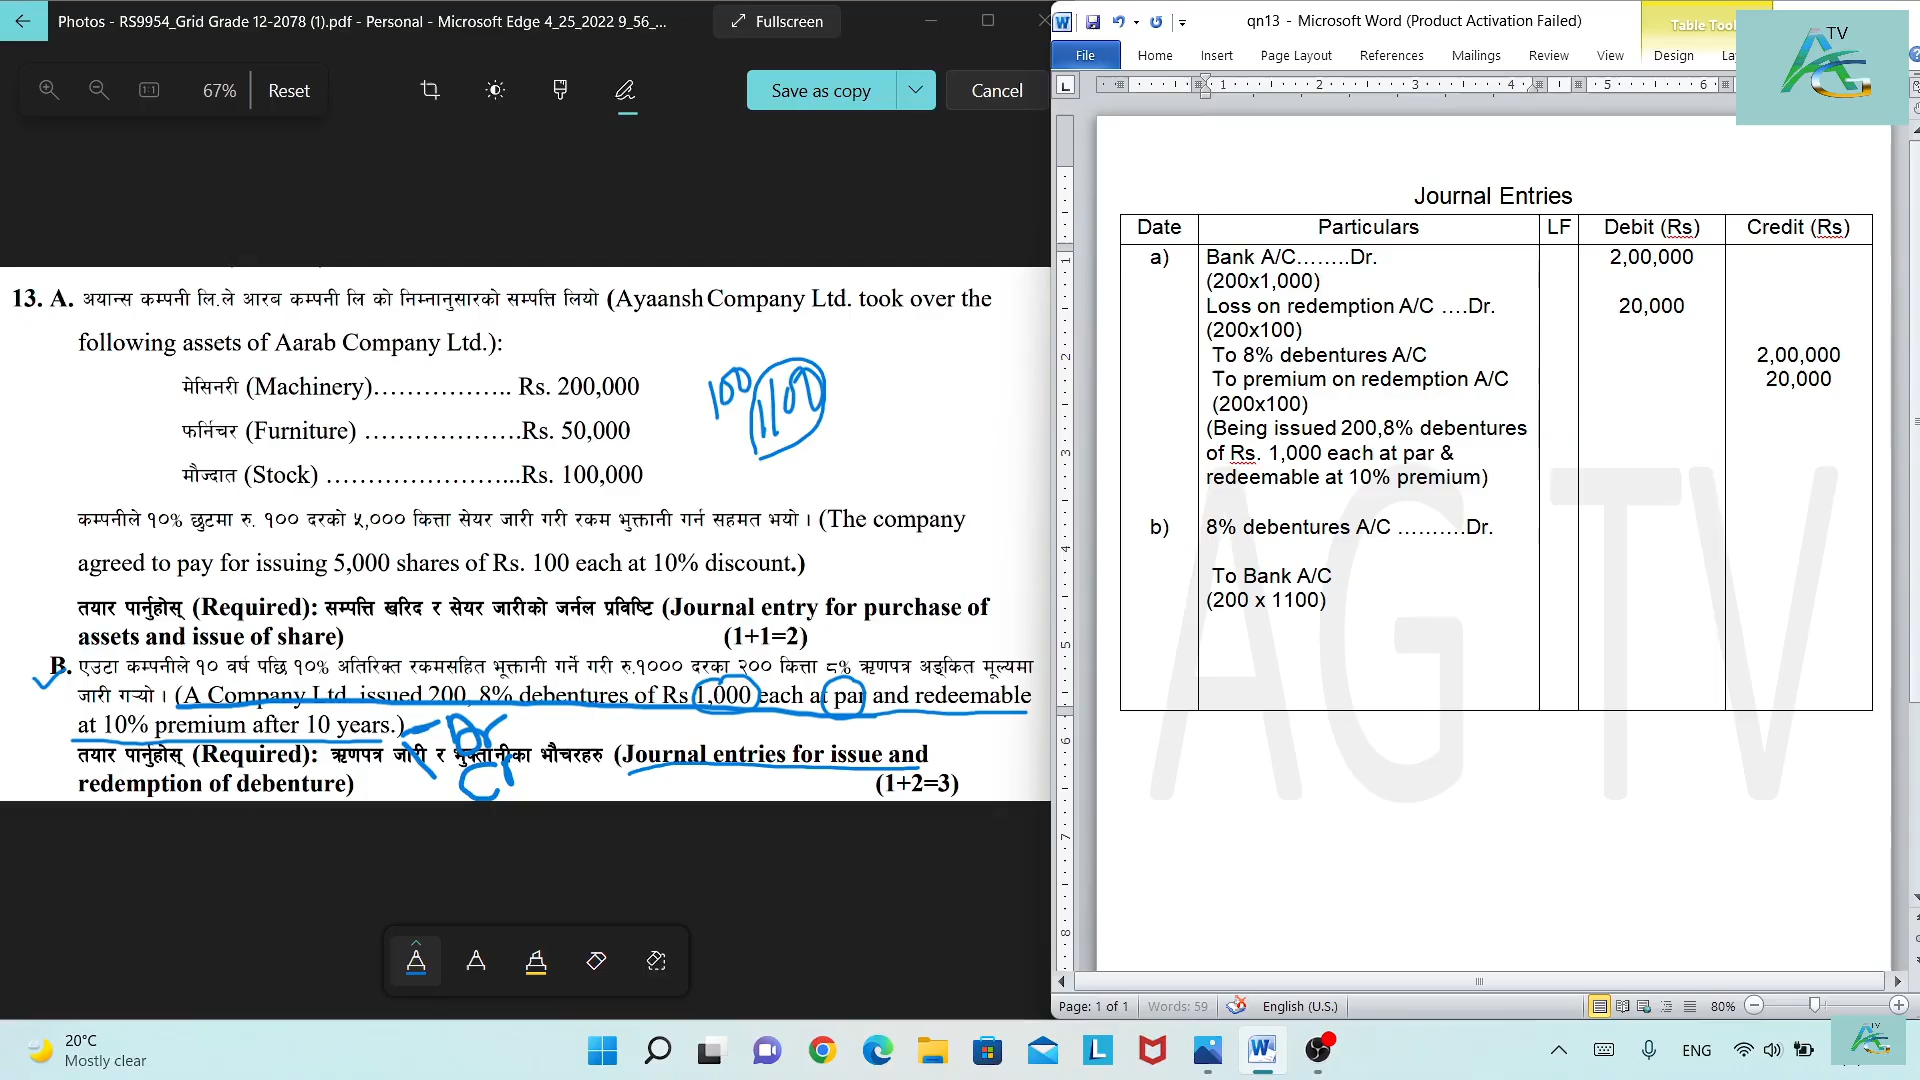 Photos - RS9954_Grid Grade 12-2078 (1).pdf - Personal - Microsoft Edge 4_25_2022 9_56_...
Fullscreen
67%
Reset
Save as copy
Cancel
13. A. अयान्स कम्पनी लि.ले आरब कम्पनी लि को निम्नानुसारको सम्पत्ति लियो (Ayaansh Company Ltd. took over the
following assets of Aarab Company Ltd.):
मेसिनरी (Machinery)…………….. Rs. 200,000
फर्निचर (Furniture) ………………….Rs. 50,000
मौज्दात (Stock) …………………...Rs. 100,000
100 1100
कम्पनीले १०% छुटमा रु. १०० दरको ५,००० कित्ता सेयर जारी गरी रकम भुक्तानी गर्न सहमत भयो । (The company
agreed to pay for issuing 5,000 shares of Rs. 100 each at 10% discount.)
तयार पार्नुहोस् (Required): सम्पत्ति खरिद र सेयर जारीको जर्नल प्रविष्टि (Journal entry for purchase of
assets and issue of share) (1+1=2)
B. एउटा कम्पनीले १० वर्ष पछि १०% अतिरिक्त रकमसहित भूक्तानी गर्ने गरी रु.१००० दरका २०० कित्ता ८% ऋणपत्र अङ्कित मूल्यमा
जारी गऱ्यो । (A Company Ltd. issued 200, 8% debentures of Rs 1,000 each at par and redeemable
at 10% premium after 10 years.)
Dr
Cr
तयार पार्नुहोस् (Required): ऋणपत्र जारी र भुक्तानीका भौचरहरु (Journal entries for issue and
redemption of debenture) (1+2=3)
qn13 - Microsoft Word (Product Activation Failed)
Table Tool
File Home Insert Page Layout References Mailings Review View Design La
TV
Journal Entries
Date Particulars LF Debit (Rs) Credit (Rs)
a) Bank A/C……..Dr. 2,00,000
(200x1,000)
Loss on redemption A/C ….Dr. 20,000
(200x100)
To 8% debentures A/C 2,00,000
To premium on redemption A/C 20,000
(200x100)
(Being issued 200,8% debentures
of Rs. 1,000 each at par &
redeemable at 10% premium)
b) 8% debentures A/C ……….Dr.
To Bank A/C
(200 x 1100)
AG TV
Page: 1 of 1 Words: 59 English (U.S.) 80%
20°C
Mostly clear
ENG